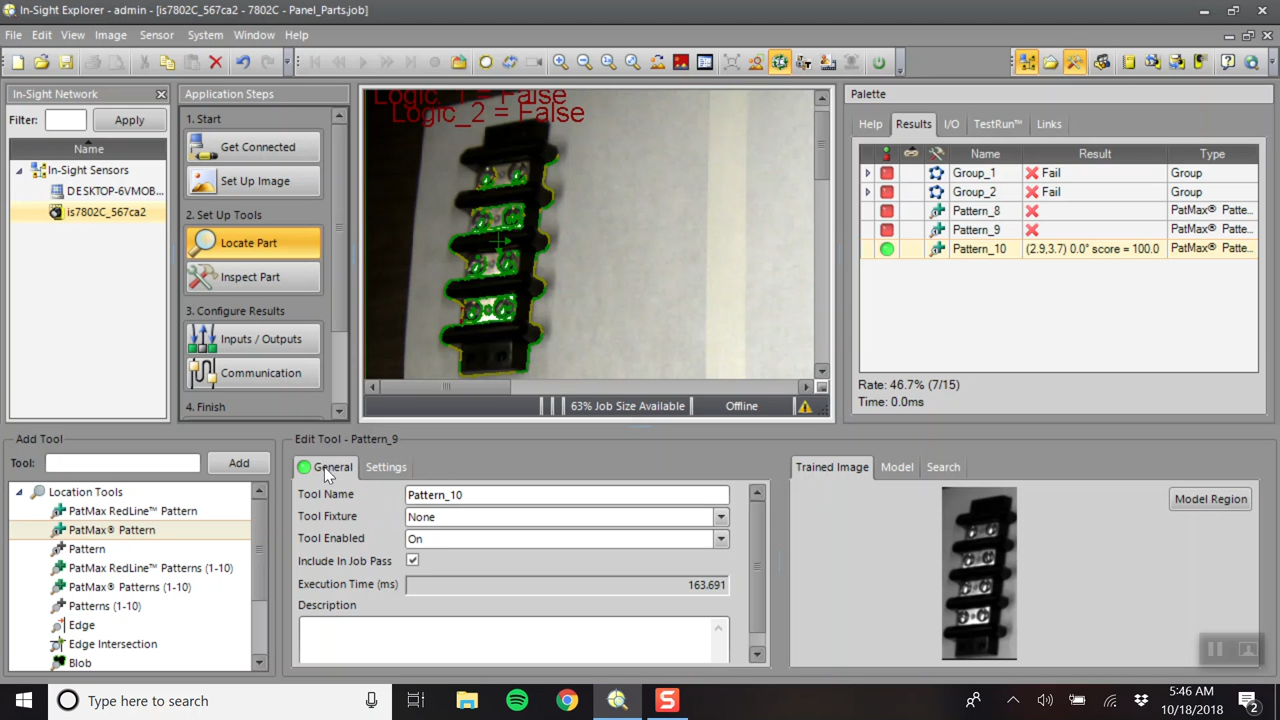 In-Sight Explorer - admin - [is7802C_567ca2 - 7802C - Panel_Parts.job]
File Edit View Image Sensor System Window Help
In-Sight Network
Filter: Apply
Name
In-Sight Sensors
DESKTOP-6VMOB...
is7802C_567ca2
Application Steps
1. Start
Get Connected
Set Up Image
2. Set Up Tools
Locate Part
Inspect Part
3. Configure Results
Inputs / Outputs
Communication
4. Finish
Logic_1 = False
Logic_2 = False
63% Job Size Available Offline
Palette
Help Results I/O TestRun™ Links
Name Result Type
Group_1 Fail Group
Group_2 Fail Group
Pattern_8 PatMax® Patte...
Pattern_9 PatMax® Patte...
Pattern_10 (2.9,3.7) 0.0° score = 100.0 PatMax® Patte...
Rate: 46.7% (7/15)
Time: 0.0ms
Add Tool
Tool: Add
Location Tools
PatMax RedLine™ Pattern
PatMax® Pattern
Pattern
PatMax RedLine™ Patterns (1-10)
PatMax® Patterns (1-10)
Patterns (1-10)
Edge
Edge Intersection
Blob
Edit Tool - Pattern_9
General Settings
Tool Name Pattern_10
Tool Fixture None
Tool Enabled On
Include In Job Pass
Execution Time (ms) 163.691
Description
Trained Image Model Search
Model Region
Type here to search
S
5:46 AM
10/18/2018
2